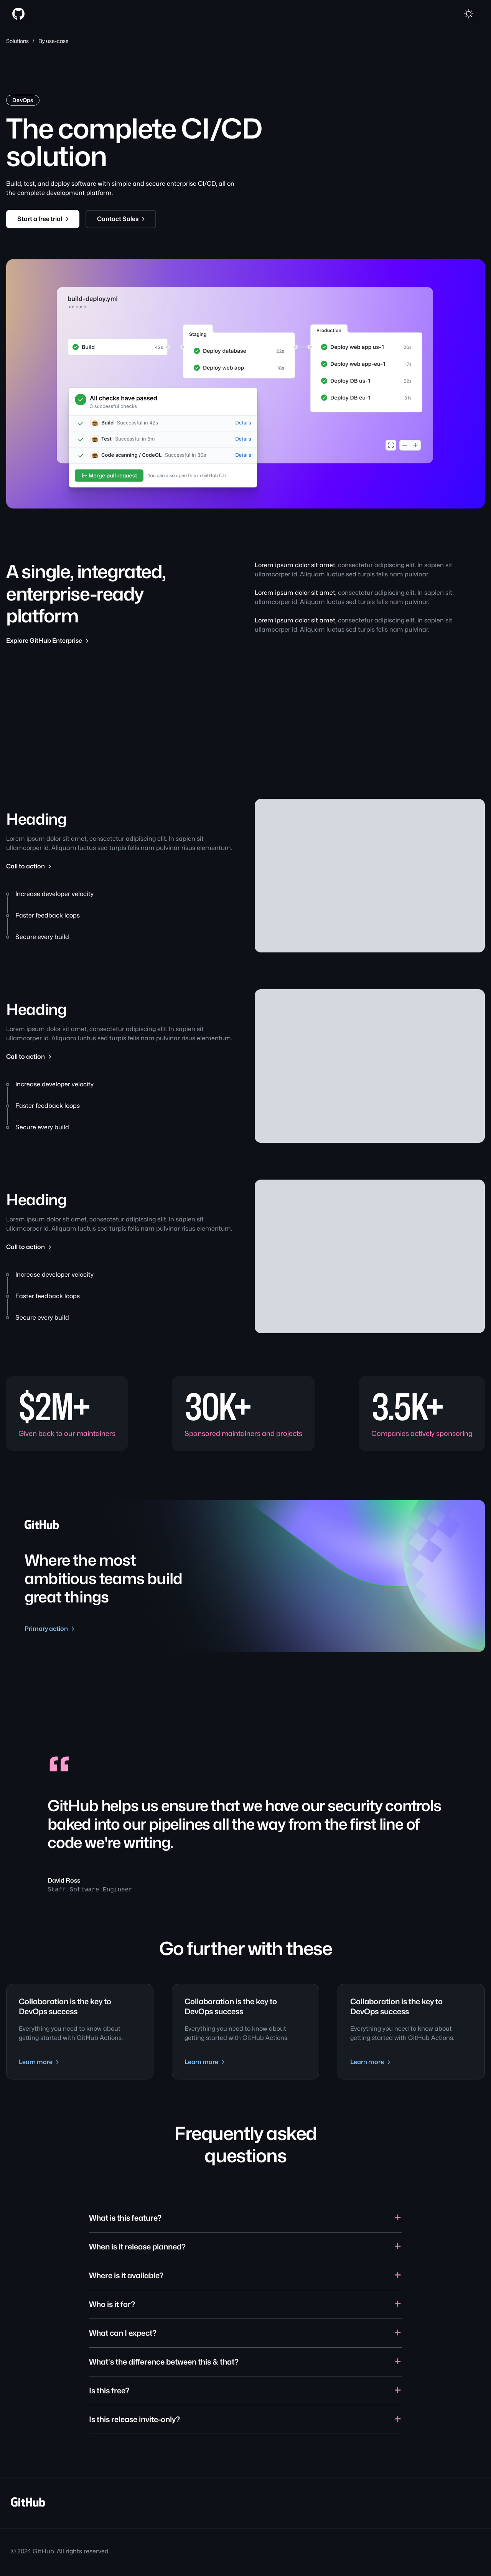 Solutions / By use-case
DevOps
The complete CI/CD
solution
Build, test, and deploy software with simple and secure enterprise CI/CD, all on
the complete development platform.
Start a free trial
Contact Sales
build-deploy.yml
on: push
Build 42s
Staging
Deploy database 22s
Deploy web app 18s
Production
Deploy web app us-1 26s
Deploy web app-eu-1 17s
Deploy DB us-1 22s
Deploy DB eu-1 31s
All checks have passed
3 successful checks
Build Successful in 42s Details
Test Successful in 5m Details
Code scanning / CodeQL Successful in 30s Details
Merge pull request You can also open this in GitHub CLI
A single, integrated,
enterprise-ready
platform
Explore GitHub Enterprise
Lorem ipsum dolor sit amet, consectetur adipiscing elit. In sapien sit
ullamcorper id. Aliquam luctus sed turpis felis nam pulvinar.
Lorem ipsum dolor sit amet, consectetur adipiscing elit. In sapien sit
ullamcorper id. Aliquam luctus sed turpis felis nam pulvinar.
Lorem ipsum dolor sit amet, consectetur adipiscing elit. In sapien sit
ullamcorper id. Aliquam luctus sed turpis felis nam pulvinar.
Heading
Lorem ipsum dolor sit amet, consectetur adipiscing elit. In sapien sit
ullamcorper id. Aliquam luctus sed turpis felis nam pulvinar risus elementum.
Call to action
Increase developer velocity
Faster feedback loops
Secure every build
Heading
Lorem ipsum dolor sit amet, consectetur adipiscing elit. In sapien sit
ullamcorper id. Aliquam luctus sed turpis felis nam pulvinar risus elementum.
Call to action
Increase developer velocity
Faster feedback loops
Secure every build
Heading
Lorem ipsum dolor sit amet, consectetur adipiscing elit. In sapien sit
ullamcorper id. Aliquam luctus sed turpis felis nam pulvinar risus elementum.
Call to action
Increase developer velocity
Faster feedback loops
Secure every build
$2M+
Given back to our maintainers
30K+
Sponsored maintainers and projects
3.5K+
Companies actively sponsoring
GitHub
Where the most
ambitious teams build
great things
Primary action
“
GitHub helps us ensure that we have our security controls
baked into our pipelines all the way from the first line of
code we're writing.
David Ross
Staff Software Engineer
Go further with these
Collaboration is the key to
DevOps success
Everything you need to know about
getting started with GitHub Actions.
Learn more
Collaboration is the key to
DevOps success
Everything you need to know about
getting started with GitHub Actions.
Learn more
Collaboration is the key to
DevOps success
Everything you need to know about
getting started with GitHub Actions.
Learn more
Frequently asked
questions
What is this feature?
When is it release planned?
Where is it available?
Who is it for?
What can I expect?
What's the difference between this & that?
Is this free?
Is this release invite-only?
GitHub
© 2024 GitHub. All rights reserved.